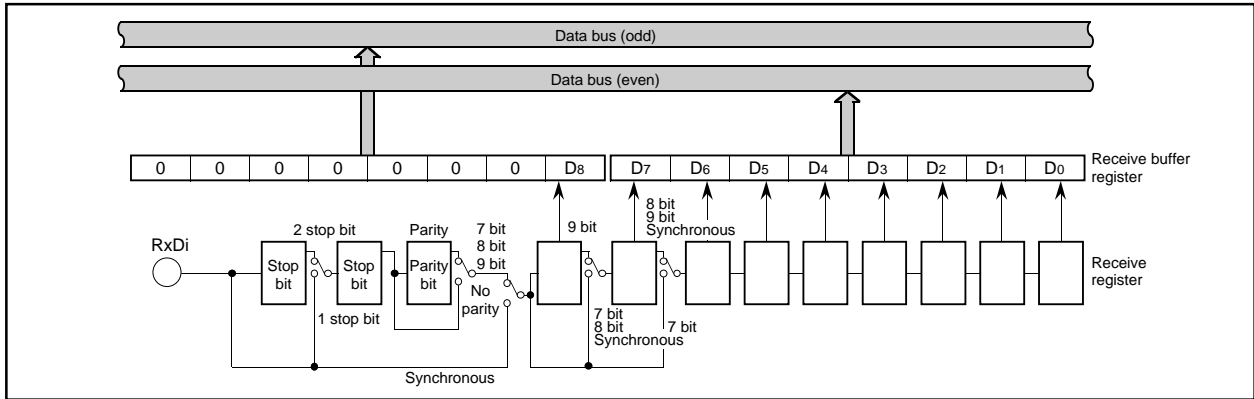 Data bus (odd)
Data bus (even)
0 0 0 0 0 0 0 D8 D7 D6 D5 D4 D3 D2 D1 D0
Receive buffer
register
RxDi
2 stop bit
Stop
bit
1 stop bit
Stop
bit
Parity
Parity
bit
7 bit
8 bit
9 bit
No
parity
Synchronous
9 bit
7 bit
8 bit
Synchronous
8 bit
9 bit
Synchronous
7 bit
Receive
register